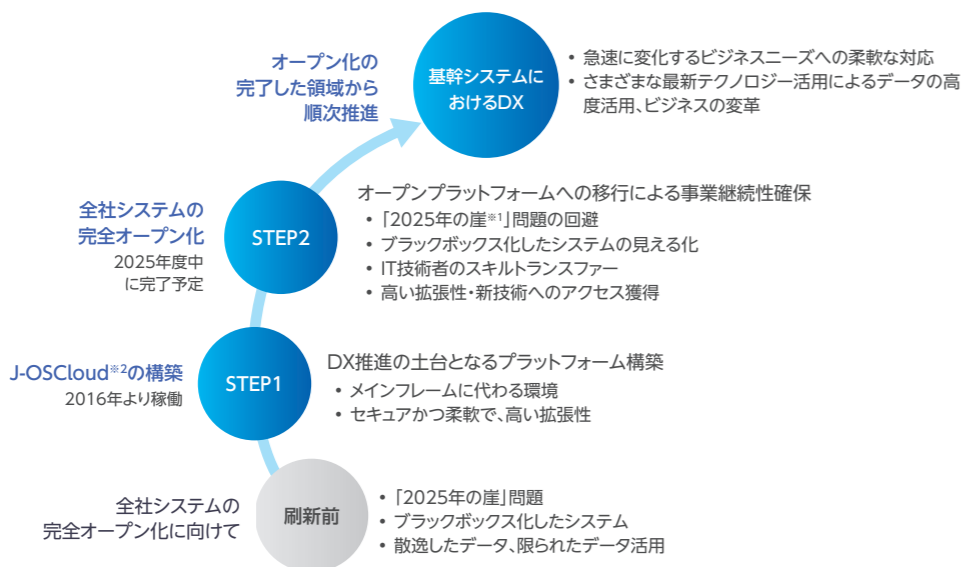 オープン化の
完了した領域から
順次推進
基幹システムに
おけるDX
• 急速に変化するビジネスニーズへの柔軟な対応
• さまざまな最新テクノロジー活用によるデータの高
度活用、ビジネスの変革
全社システムの
完全オープン化
2025年度中
に完了予定
STEP2
オープンプラットフォームへの移行による事業継続性確保
• 「2025年の崖※1」問題の回避
• ブラックボックス化したシステムの見える化
• IT技術者のスキルトランスファー
• 高い拡張性・新技術へのアクセス獲得
J-OSCloud※2の構築
2016年より稼働
STEP1
DX推進の土台となるプラットフォーム構築
• メインフレームに代わる環境
• セキュアかつ柔軟で、高い拡張性
全社システムの
完全オープン化に向けて
刷新前
• 「2025年の崖」問題
• ブラックボックス化したシステム
• 散逸したデータ、限られたデータ活用